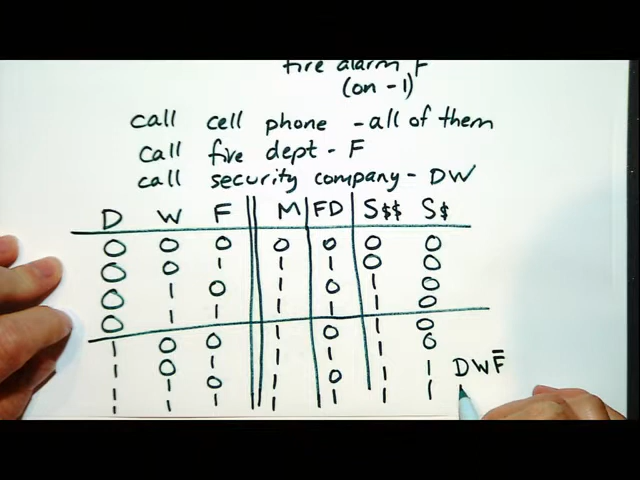 fire alarm F
(on - 1)
call cell phone - all of them
call fire dept - F
call security company - DW
D W F M FD S$$ S$
0 0 0 0 0 0 0
0 0 1 1 1 0 0
0 1 0 1 0 1 0
0 1 1 1 1 1 0
1 0 0 1 0 1 0
1 0 1 1 1 1 0
1 1 0 1 0 1 1 DWF̅
1 1 1 1 1 1 1